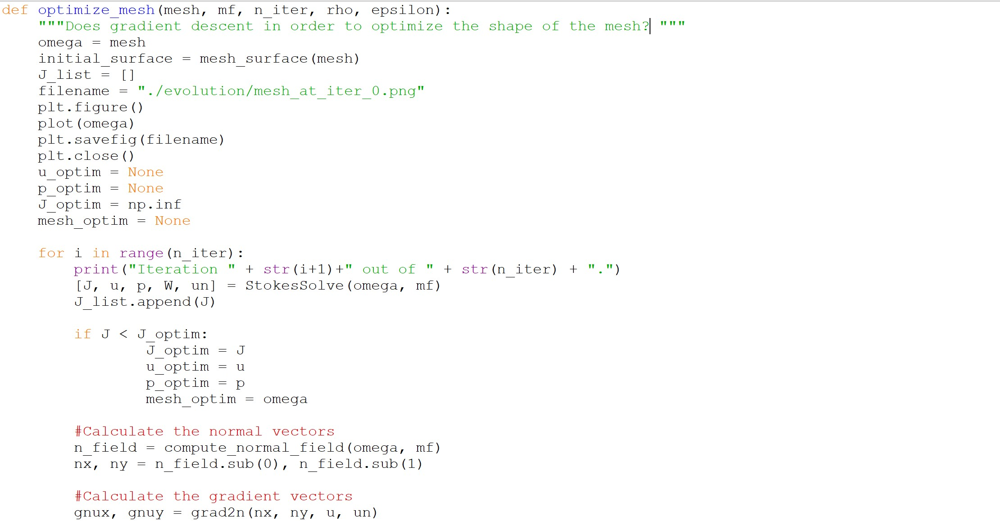 def optimize_mesh(mesh, mf, n_iter, rho, epsilon):
    """Does gradient descent in order to optimize the shape of the mesh? """
    omega = mesh
    initial_surface = mesh_surface(mesh)
    J_list = []
    filename = "./evolution/mesh_at_iter_0.png"
    plt.figure()
    plot(omega)
    plt.savefig(filename)
    plt.close()
    u_optim = None
    p_optim = None
    J_optim = np.inf
    mesh_optim = None

    for i in range(n_iter):
        print("Iteration " + str(i+1)+" out of " + str(n_iter) + ".")
        [J, u, p, W, un] = StokesSolve(omega, mf)
        J_list.append(J)

        if J < J_optim:
                J_optim = J
                u_optim = u
                p_optim = p
                mesh_optim = omega

        #Calculate the normal vectors
        n_field = compute_normal_field(omega, mf)
        nx, ny = n_field.sub(0), n_field.sub(1)

        #Calculate the gradient vectors
        gnux, gnuy = grad2n(nx, ny, u, un)